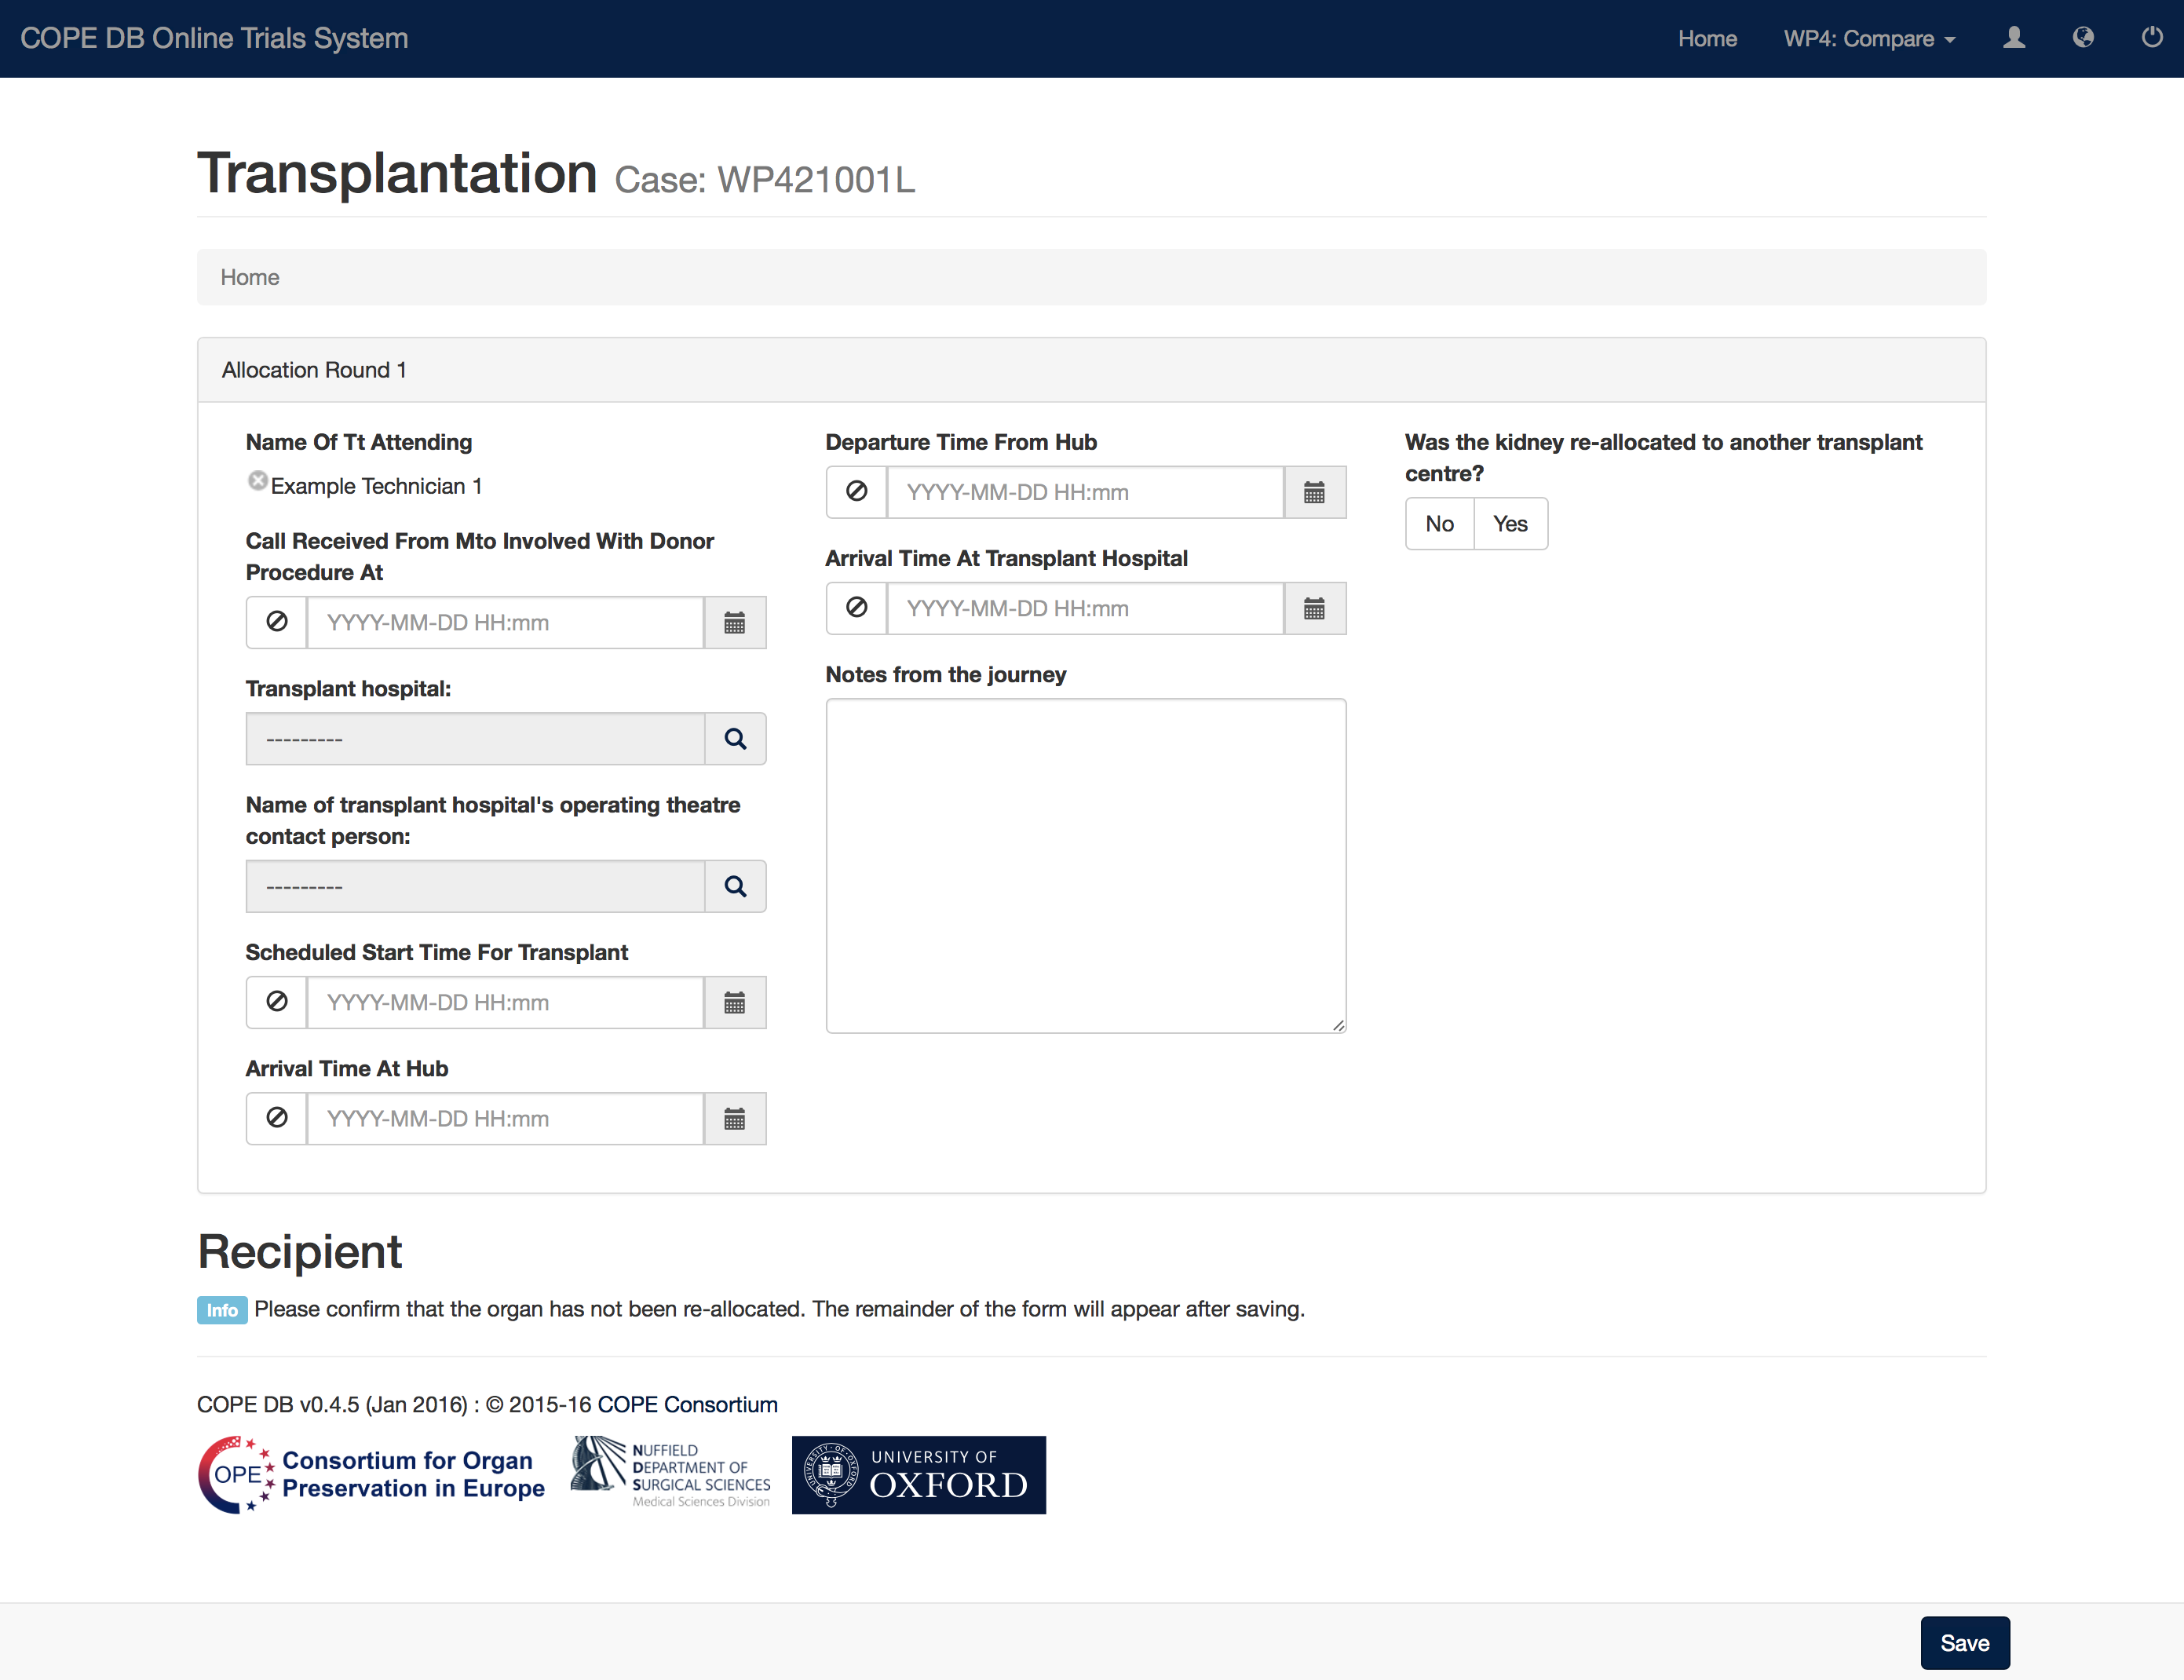 COPE DB Online Trials System
Home
WP4: Compare
Transplantation Case: WP421001L
Home
Allocation Round 1
Name Of Tt Attending
Example Technician 1
Call Received From Mto Involved With Donor
Procedure At
YYYY-MM-DD HH:mm
Transplant hospital:
---------
Name of transplant hospital's operating theatre
contact person:
---------
Scheduled Start Time For Transplant
YYYY-MM-DD HH:mm
Arrival Time At Hub
YYYY-MM-DD HH:mm
Departure Time From Hub
YYYY-MM-DD HH:mm
Arrival Time At Transplant Hospital
YYYY-MM-DD HH:mm
Notes from the journey
Was the kidney re-allocated to another transplant
centre?
No
Yes
Recipient
Info Please confirm that the organ has not been re-allocated. The remainder of the form will appear after saving.
COPE DB v0.4.5 (Jan 2016) : © 2015-16 COPE Consortium
OPE
Consortium for Organ
Preservation in Europe
NUFFIELD
DEPARTMENT OF
SURGICAL SCIENCES
Medical Sciences Division
UNIVERSITY OF
OXFORD
Save